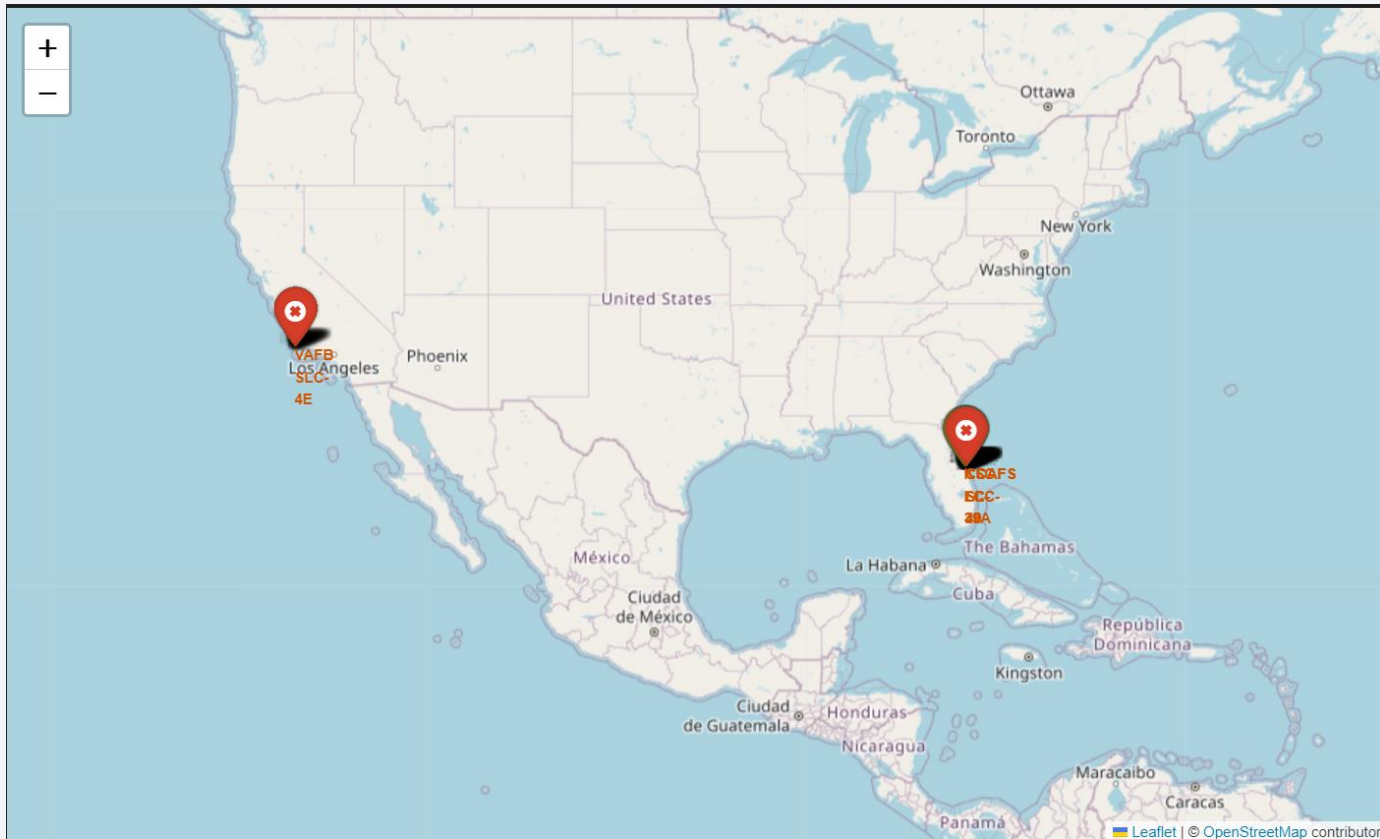 +
−
Ottawa
Toronto
New York
Washington
United States
VAFB
SLC-
4E
Los Angeles
Phoenix
The Bahamas
México
La Habana
Cuba
Ciudad
de México
República
Dominicana
Kingston
Ciudad
de Guatemala
Honduras
Nicaragua
Maracaibo
Caracas
Panamá
Leaflet | © OpenStreetMap contributor